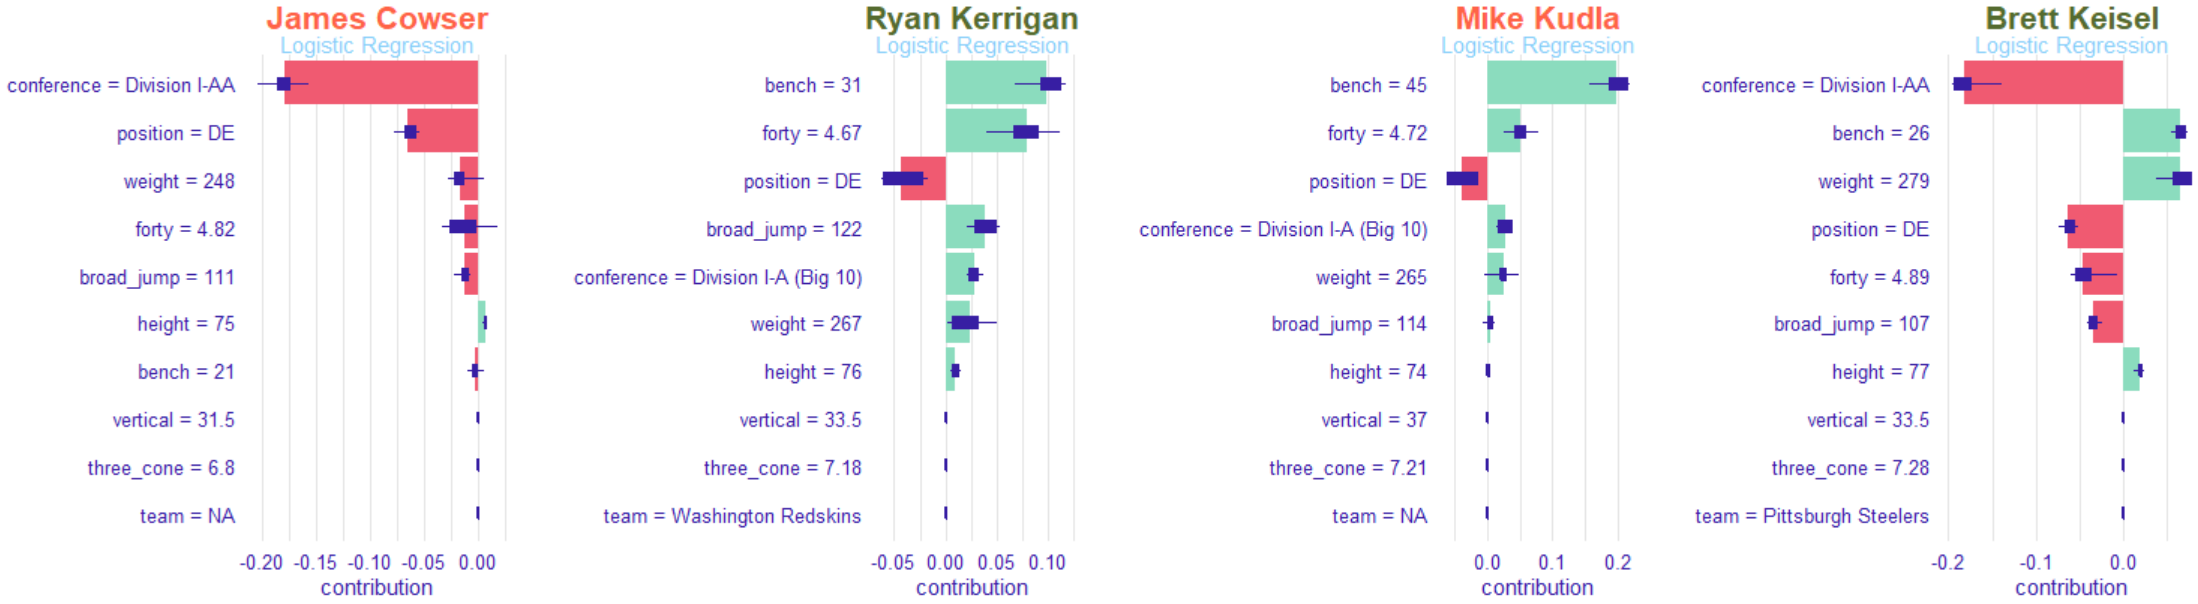 James Cowser
Logistic Regression
conference = Division I-AA
position = DE
weight = 248
forty = 4.82
broad_jump = 111
height = 75
bench = 21
vertical = 31.5
three_cone = 6.8
team = NA
-0.20 -0.15 -0.10 -0.05 0.00
contribution
Ryan Kerrigan
Logistic Regression
bench = 31
forty = 4.67
position = DE
broad_jump = 122
conference = Division I-A (Big 10)
weight = 267
height = 76
vertical = 33.5
three_cone = 7.18
team = Washington Redskins
-0.05 0.00 0.05 0.10
contribution
Mike Kudla
Logistic Regression
bench = 45
forty = 4.72
position = DE
conference = Division I-A (Big 10)
weight = 265
broad_jump = 114
height = 74
vertical = 37
three_cone = 7.21
team = NA
0.0 0.1 0.2
contribution
Brett Keisel
Logistic Regression
conference = Division I-AA
bench = 26
weight = 279
position = DE
forty = 4.89
broad_jump = 107
height = 77
vertical = 33.5
three_cone = 7.28
team = Pittsburgh Steelers
-0.2 -0.1 0.0
contribution